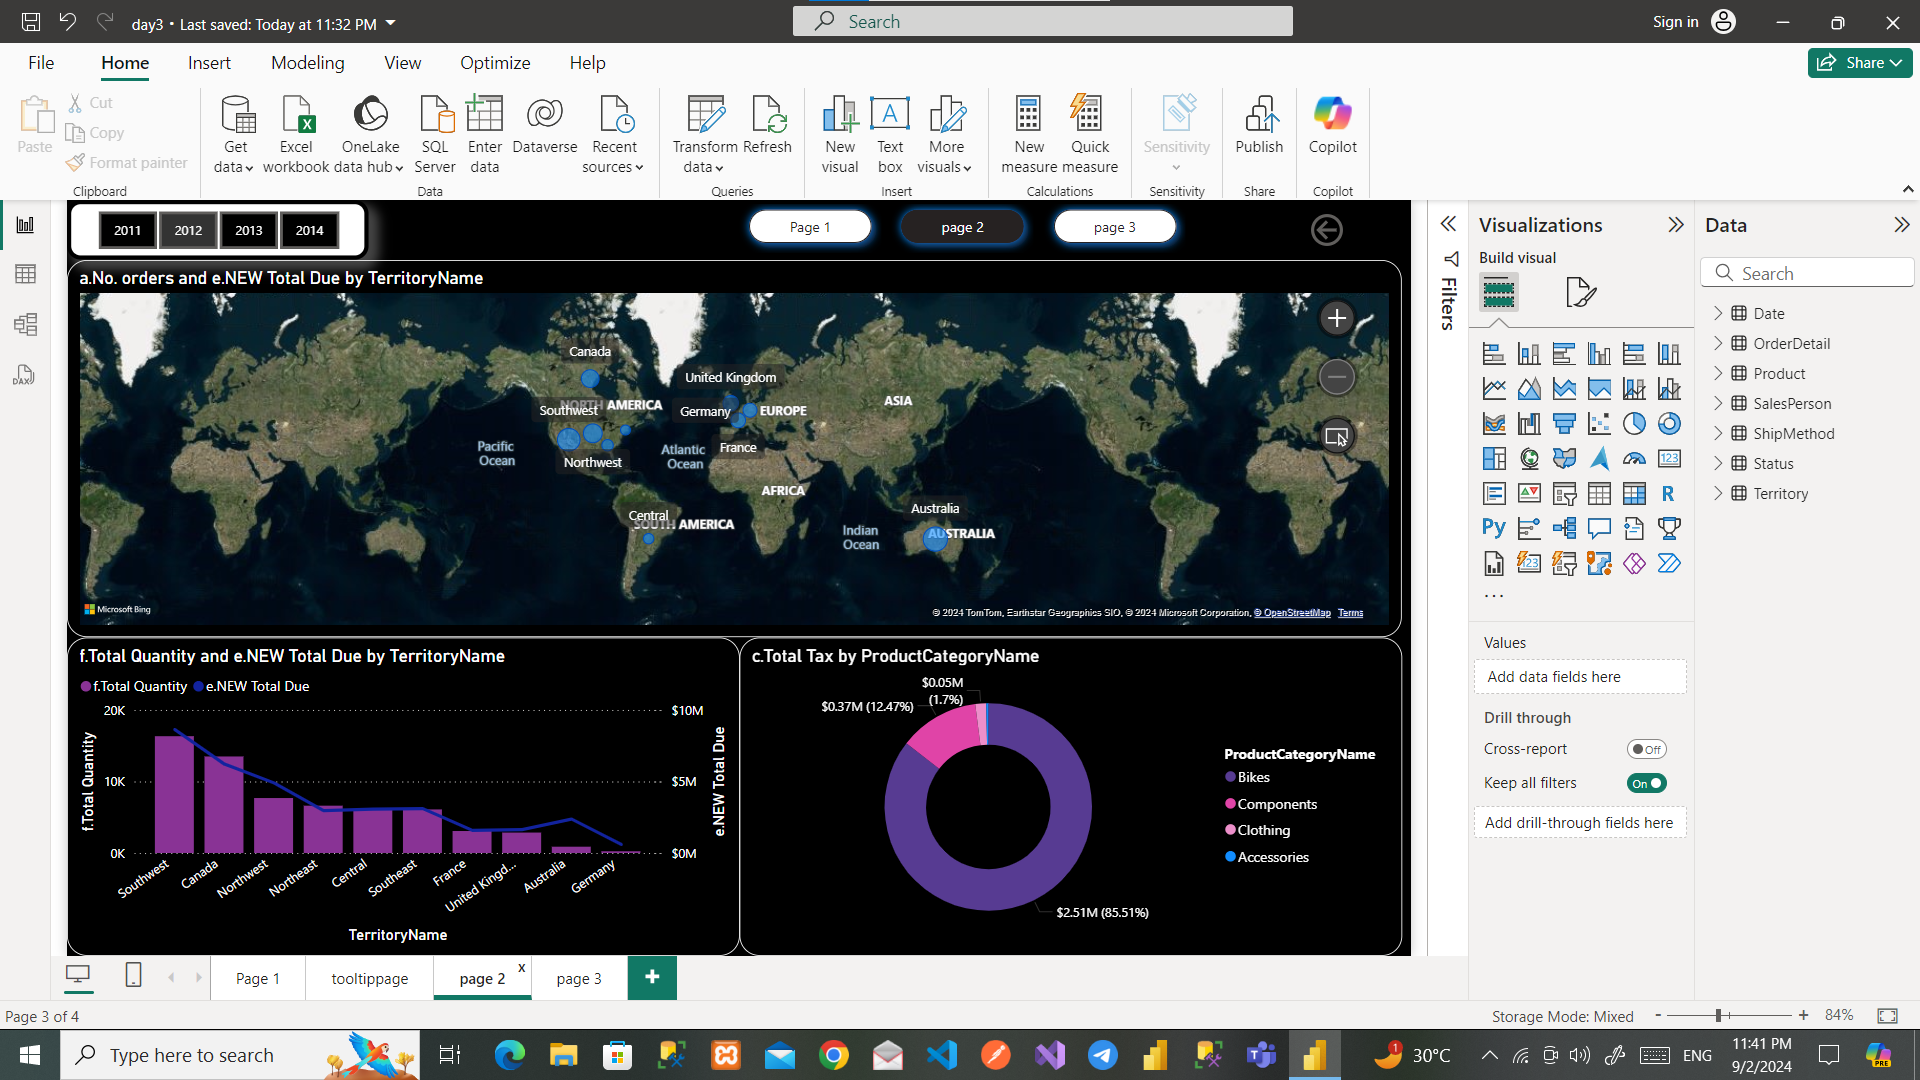 day3 • Last saved: Today at 11:32 PM
Search
Sign in
File
Home
Insert
Modeling
View
Optimize
Help
Share
Paste
Cut
Copy
Format painter
Clipboard
Get data
Excel workbook
OneLake data hub
SQL Server
Enter data
Dataverse
Recent sources
Data
Transform data
Refresh
Queries
New visual
Text box
More visuals
Insert
New measure
Quick measure
Calculations
Sensitivity
Sensitivity
Publish
Share
Copilot
Copilot
2011
2012
2013
2014
Page 1
page 2
page 3
a.No. orders and e.NEW Total Due by TerritoryName
Canada
United Kingdom
Southwest
NORTH AMERICA
Germany
EUROPE
ASIA
Pacific Ocean
Atlantic Ocean
France
Northwest
AFRICA
Central
SOUTH AMERICA
Australia
AUSTRALIA
Indian Ocean
Microsoft Bing
© 2024 TomTom, Earthstar Geographics SIO, © 2024 Microsoft Corporation, © OpenStreetMap Terms
f.Total Quantity and e.NEW Total Due by TerritoryName
f.Total Quantity
e.NEW Total Due
20K
10K
0K
$10M
$5M
$0M
f.Total Quantity
e.NEW Total Due
Southwest
Canada
Northwest
Northeast
Central
Southeast
France
United Kingd...
Australia
Germany
TerritoryName
c.Total Tax by ProductCategoryName
$0.05M
(1.7%)
$0.37M (12.47%)
$2.51M (85.51%)
ProductCategoryName
Bikes
Components
Clothing
Accessories
Filters
Visualizations
Build visual
123
R
Py
123
...
Values
Add data fields here
Drill through
Cross-report
Off
Keep all filters
On
Add drill-through fields here
Data
Search
Date
OrderDetail
Product
SalesPerson
ShipMethod
Status
Territory
DAX
Page 1
tooltippage
page 2
x
page 3
+
Page 3 of 4
Storage Mode: Mixed
- + 84%
Type here to search
1
30°C
ENG
11:41 PM
9/2/2024
PRE